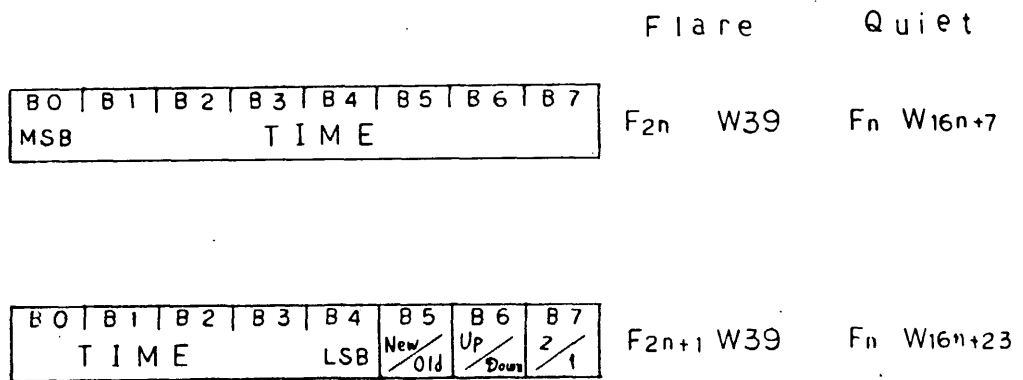 Flare Quiet
B0 B1 B2 B3 B4 B5 B6 B7
MSB TIME F2n W39 Fn W16n+7
B0 B1 B2 B3 B4 B5 B6 B7
TIME LSB New/Old Up/Down 2/1 F2n+1 W39 Fn W16n+23